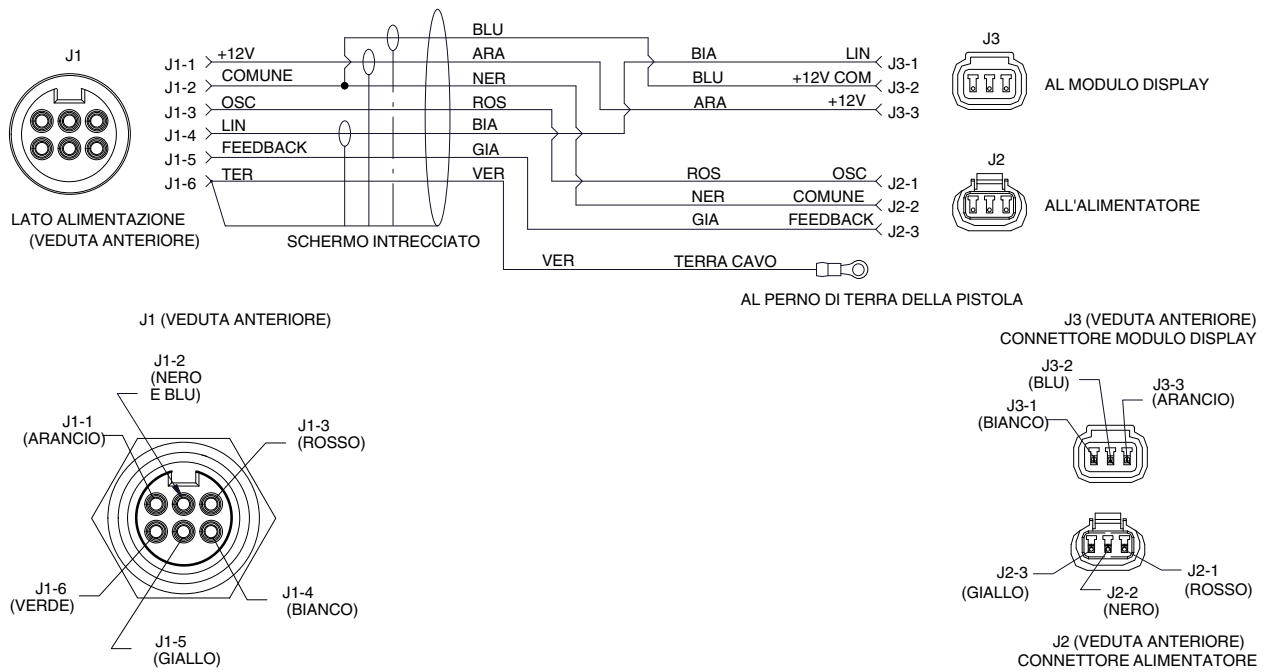 J1
LATO ALIMENTAZIONE
(VEDUTA ANTERIORE)
J1-1
+12V
J1-2
COMUNE
J1-3
OSC
J1-4
LIN
J1-5
FEEDBACK
J1-6
TER
SCHERMO INTRECCIATO
BLU
ARA
NER
ROS
BIA
GIA
VER
BIA
LIN
J3-1
BLU
+12V COM
J3-2
ARA
+12V
J3-3
J3
AL MODULO DISPLAY
ROS
OSC
J2-1
NER
COMUNE
J2-2
GIA
FEEDBACK
J2-3
J2
ALL'ALIMENTATORE
VER
TERRA CAVO
AL PERNO DI TERRA DELLA PISTOLA
J1 (VEDUTA ANTERIORE)
J1-2
(NERO
E BLU)
J1-1
(ARANCIO)
J1-3
(ROSSO)
J1-6
(VERDE)
J1-4
(BIANCO)
J1-5
(GIALLO)
J3 (VEDUTA ANTERIORE)
CONNETTORE MODULO DISPLAY
J3-2
(BLU)
J3-3
(ARANCIO)
J3-1
(BIANCO)
J2-3
(GIALLO)
J2-2
(NERO)
J2-1
(ROSSO)
J2 (VEDUTA ANTERIORE)
CONNETTORE ALIMENTATORE